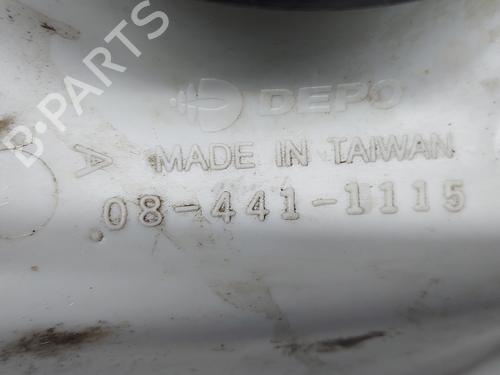 DEPO
A MADE IN TAIWAN
08-441-1115
B-PARTS